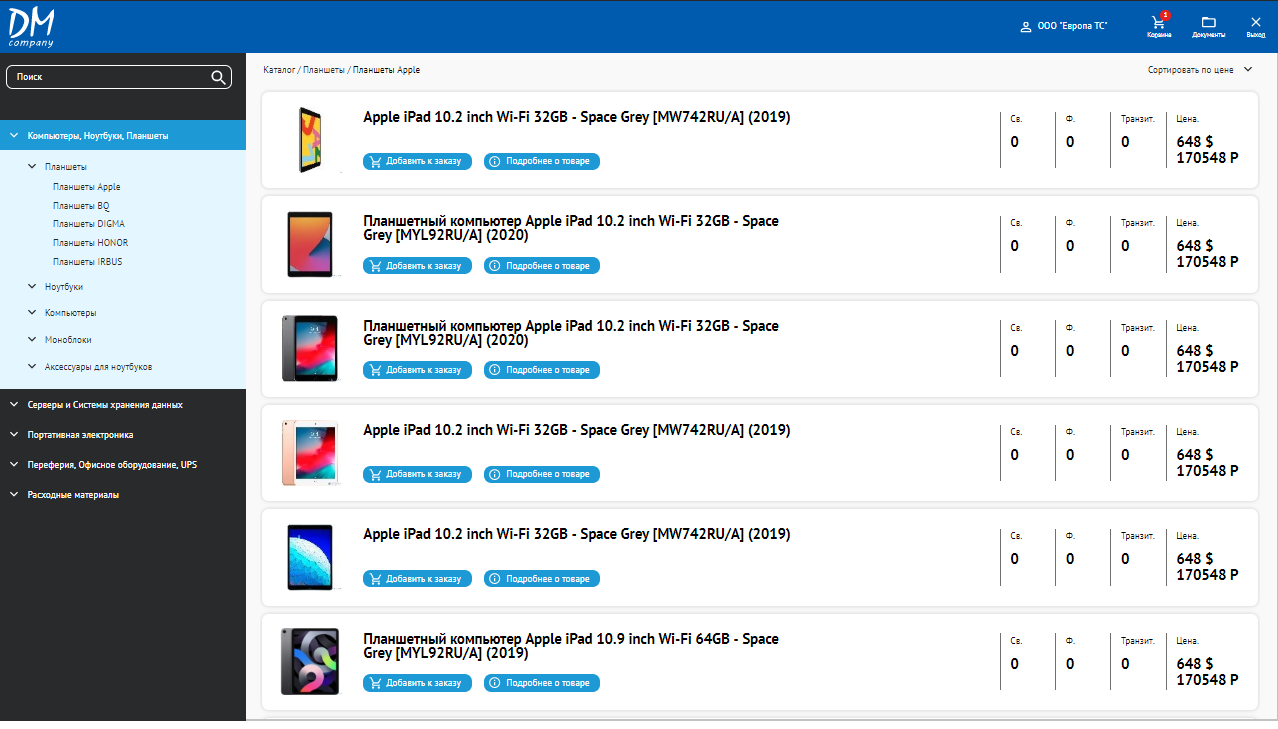 DM
company
ООО "Европа ТС"
1
Корзина
Документы
Выход
Поиск
Каталог / Планшеты / Планшеты Apple
Сортировать по цене
Компьютеры, Ноутбуки, Планшеты
Планшеты
Планшеты Apple
Планшеты BQ
Планшеты DIGMA
Планшеты HONOR
Планшеты IRBUS
Ноутбуки
Компьютеры
Моноблоки
Аксессуары для ноутбуков
Серверы и Системы хранения данных
Портативная электроника
Переферия, Офисное оборудование, UPS
Расходные материалы
Apple iPad 10.2 inch Wi-Fi 32GB - Space Grey [MW742RU/A] (2019)
Добавить к заказу
Подробнее о товаре
Св. Ф. Транзит. Цена.
0 0 0 648 $
170548 Р
Планшетный компьютер Apple iPad 10.2 inch Wi-Fi 32GB - Space
Grey [MYL92RU/A] (2020)
Добавить к заказу
Подробнее о товаре
Св. Ф. Транзит. Цена.
0 0 0 648 $
170548 Р
Планшетный компьютер Apple iPad 10.2 inch Wi-Fi 32GB - Space
Grey [MYL92RU/A] (2020)
Добавить к заказу
Подробнее о товаре
Св. Ф. Транзит. Цена.
0 0 0 648 $
170548 Р
Apple iPad 10.2 inch Wi-Fi 32GB - Space Grey [MW742RU/A] (2019)
Добавить к заказу
Подробнее о товаре
Св. Ф. Транзит. Цена.
0 0 0 648 $
170548 Р
Apple iPad 10.2 inch Wi-Fi 32GB - Space Grey [MW742RU/A] (2019)
Добавить к заказу
Подробнее о товаре
Св. Ф. Транзит. Цена.
0 0 0 648 $
170548 Р
Планшетный компьютер Apple iPad 10.9 inch Wi-Fi 64GB - Space
Grey [MYL92RU/A] (2019)
Добавить к заказу
Подробнее о товаре
Св. Ф. Транзит. Цена.
0 0 0 648 $
170548 Р